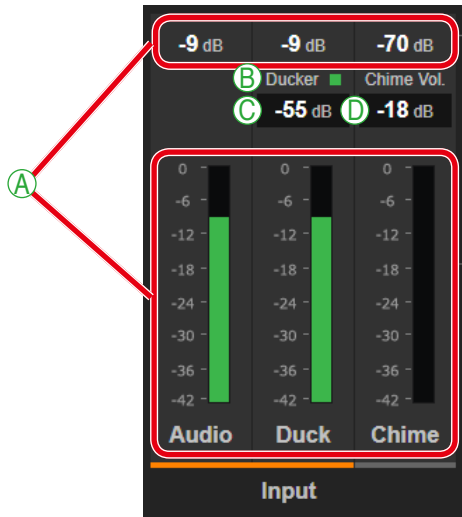 -9 dB -9 dB -70 dB
B Ducker Chime Vol.
C -55 dB D -18 dB
A
0 0 0
-6 -6 -6
-12 -12 -12
-18 -18 -18
-24 -24 -24
-30 -30 -30
-36 -36 -36
-42 -42 -42
Audio Duck Chime
Input